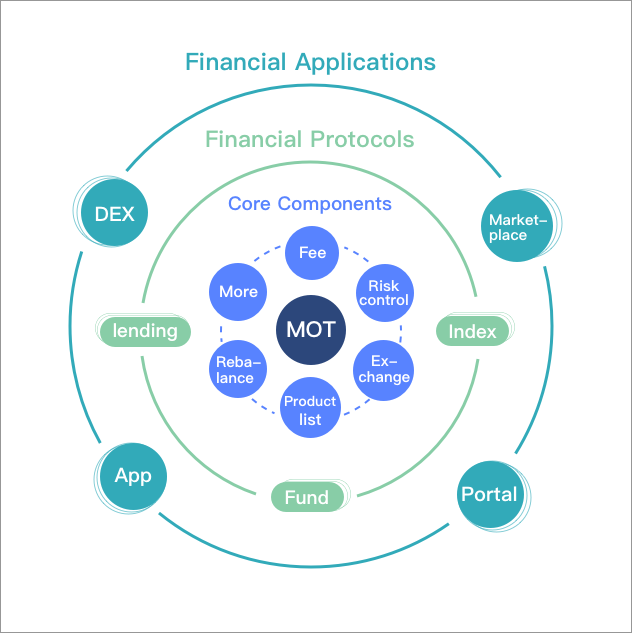 Financial Applications
Financial Protocols
Core Components
DEX
Market-
place
Fee
More
Risk
control
MOT
lending
Index
Reba-
lance
Ex-
change
Product
list
App
Fund
Portal